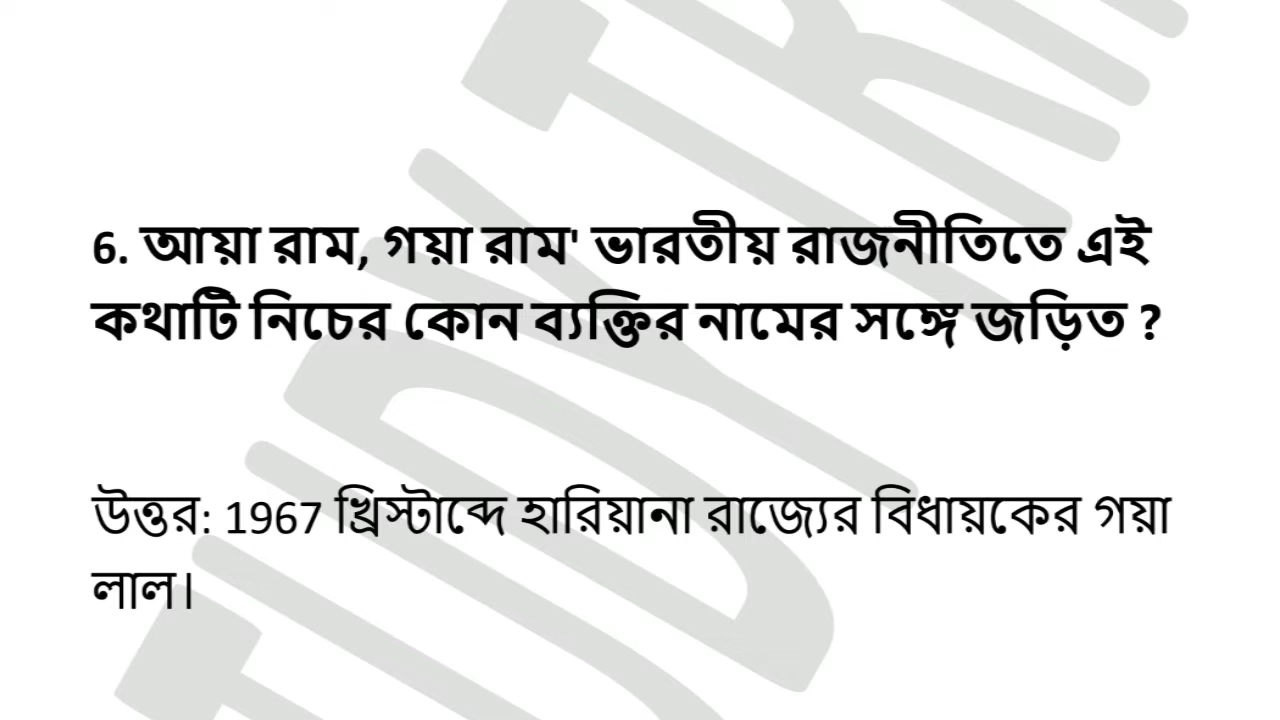 6. আয়া রাম, গয়া রাম' ভারতীয় রাজনীতিতে এই
কথাটি নিচের কোন ব্যক্তির নামের সঙ্গে জড়িত ?
উত্তর: 1967 খ্রিস্টাব্দে হারিয়ানা রাজ্যের বিধায়কের গয়া
লাল।